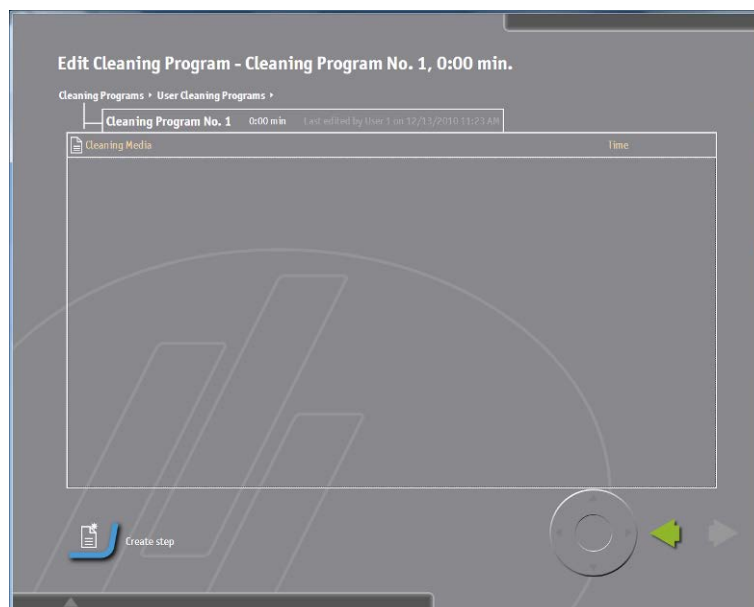 Edit Cleaning Program - Cleaning Program No. 1, 0:00 min.
Cleaning Programs ‣ User Cleaning Programs ‣
Cleaning Program No. 1 0:00 min Last edited by User 1 on 12/13/2010 11:23 AM
Cleaning Media Time
Create step